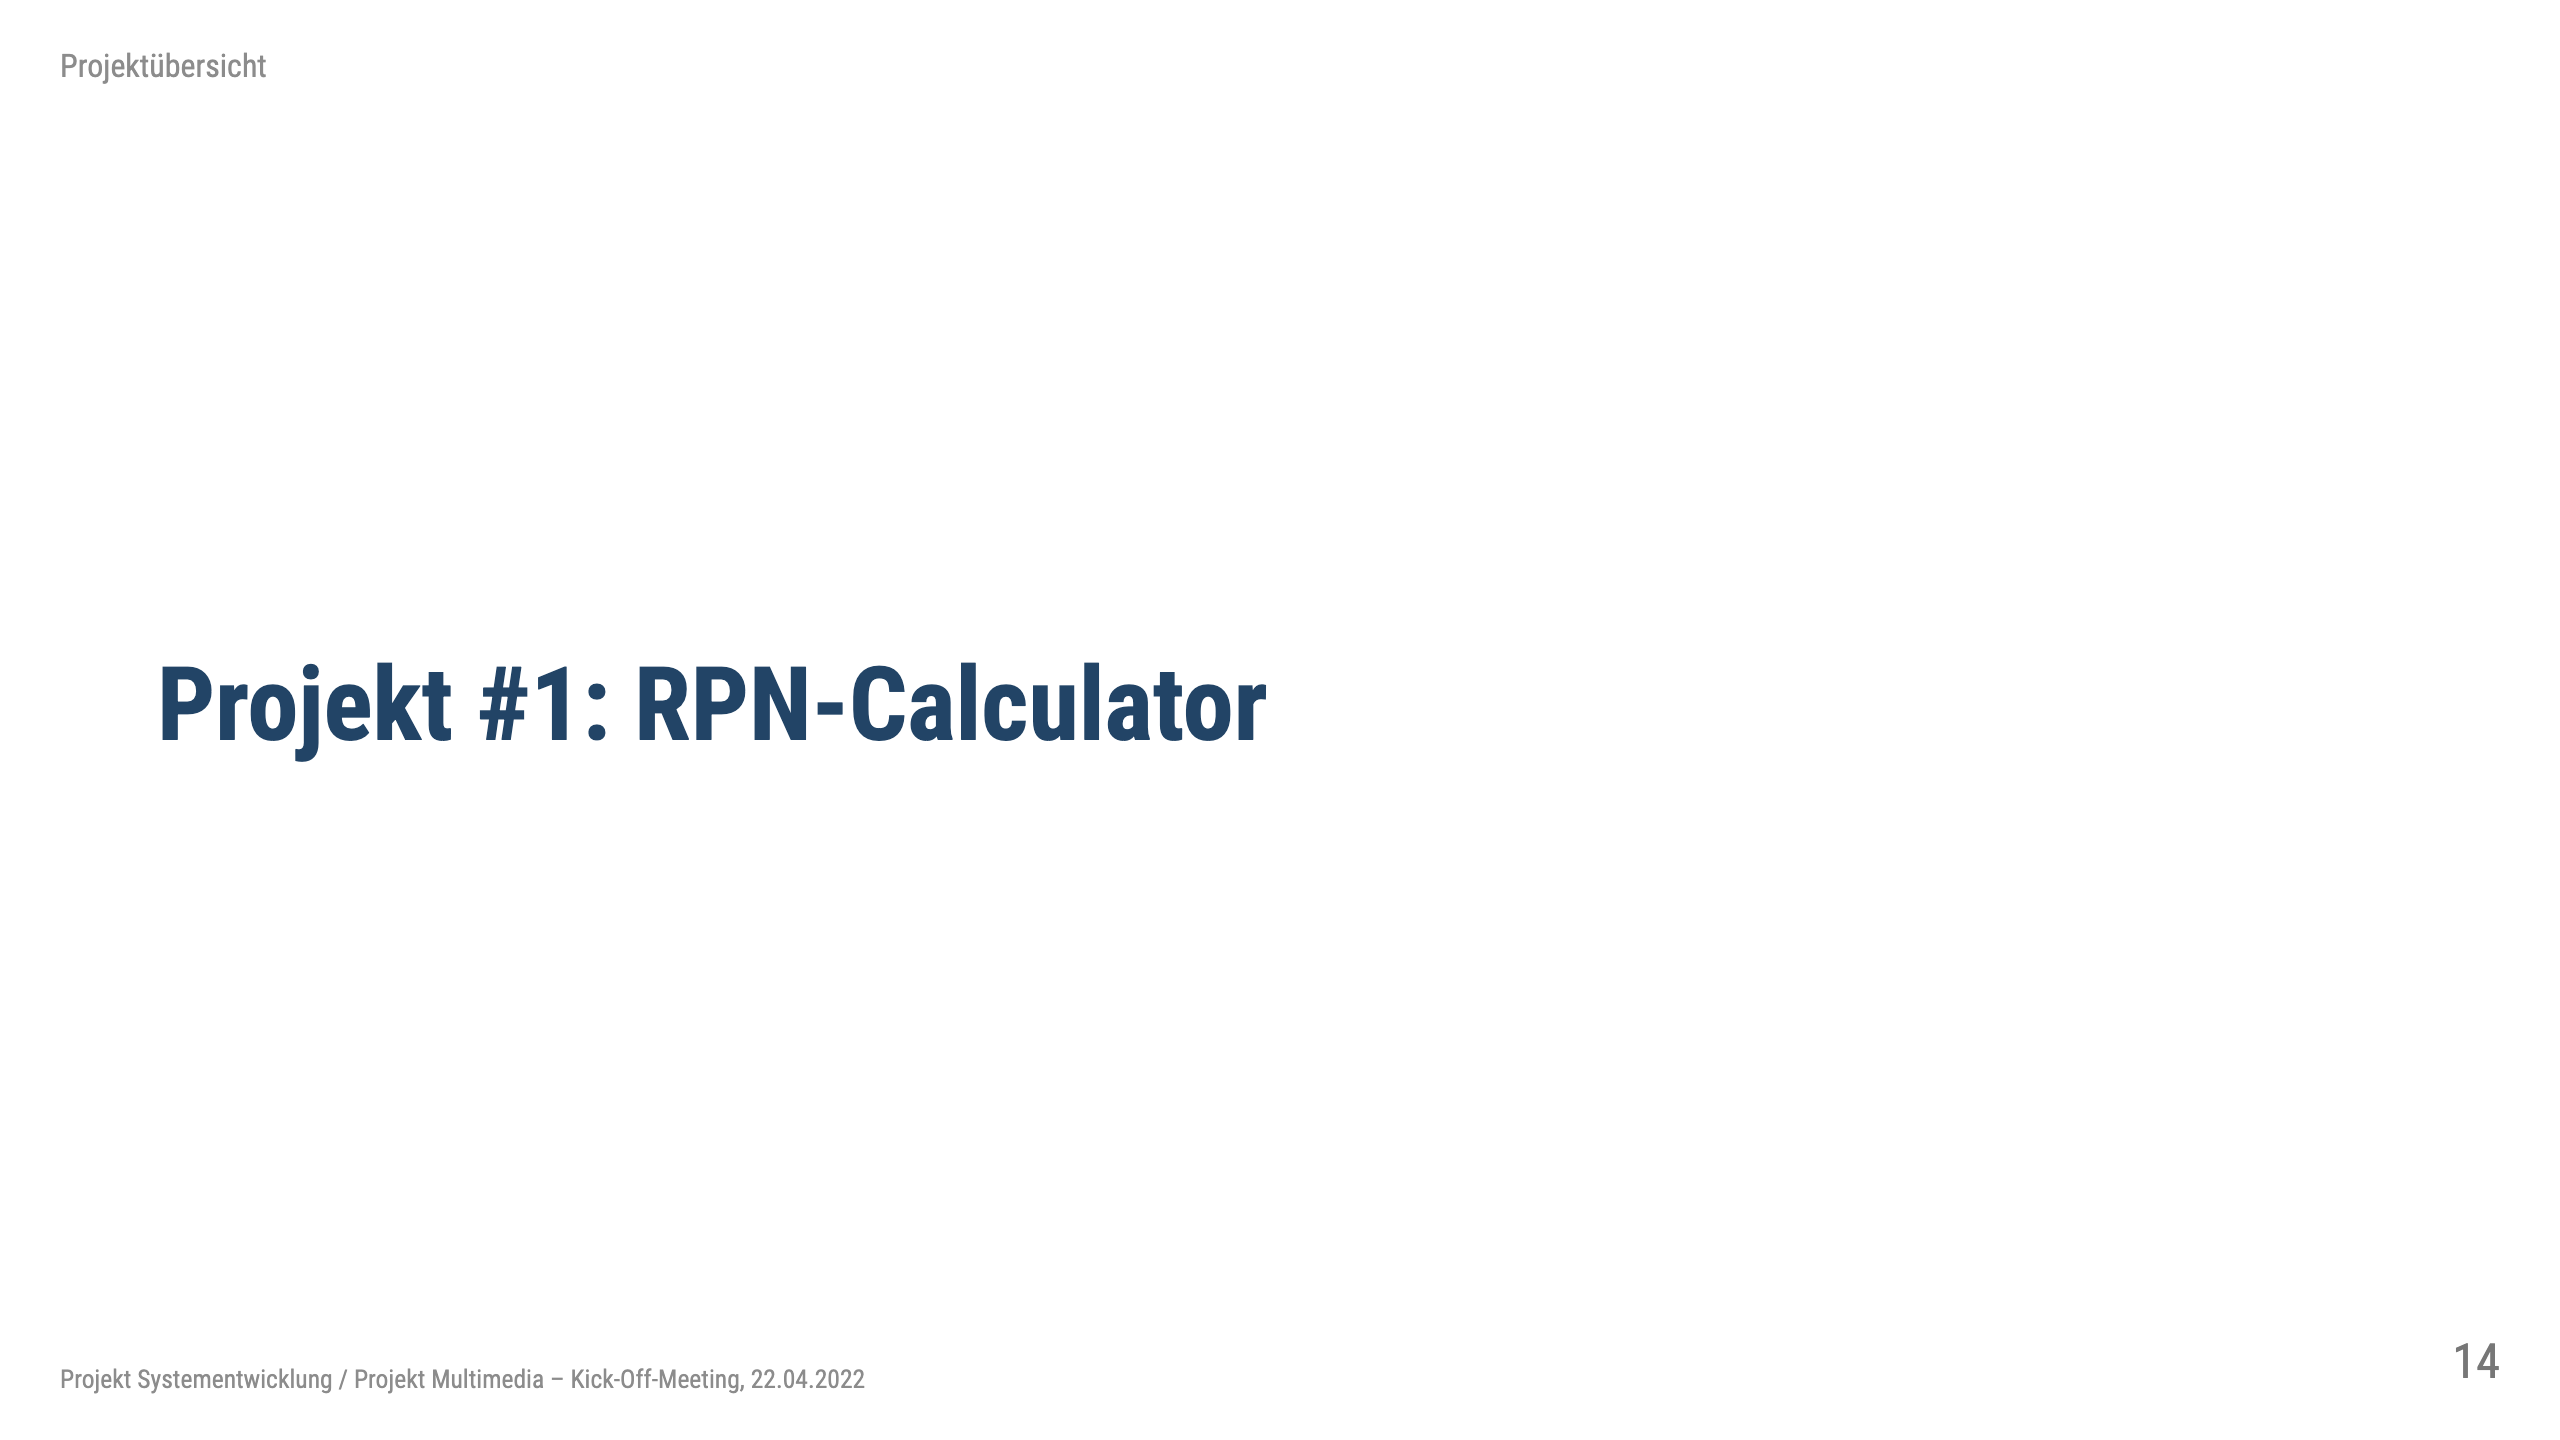 Projektübersicht
Projekt #1: RPN-Calculator
Projekt Systementwicklung / Projekt Multimedia – Kick-Off-Meeting, 22.04.2022
14